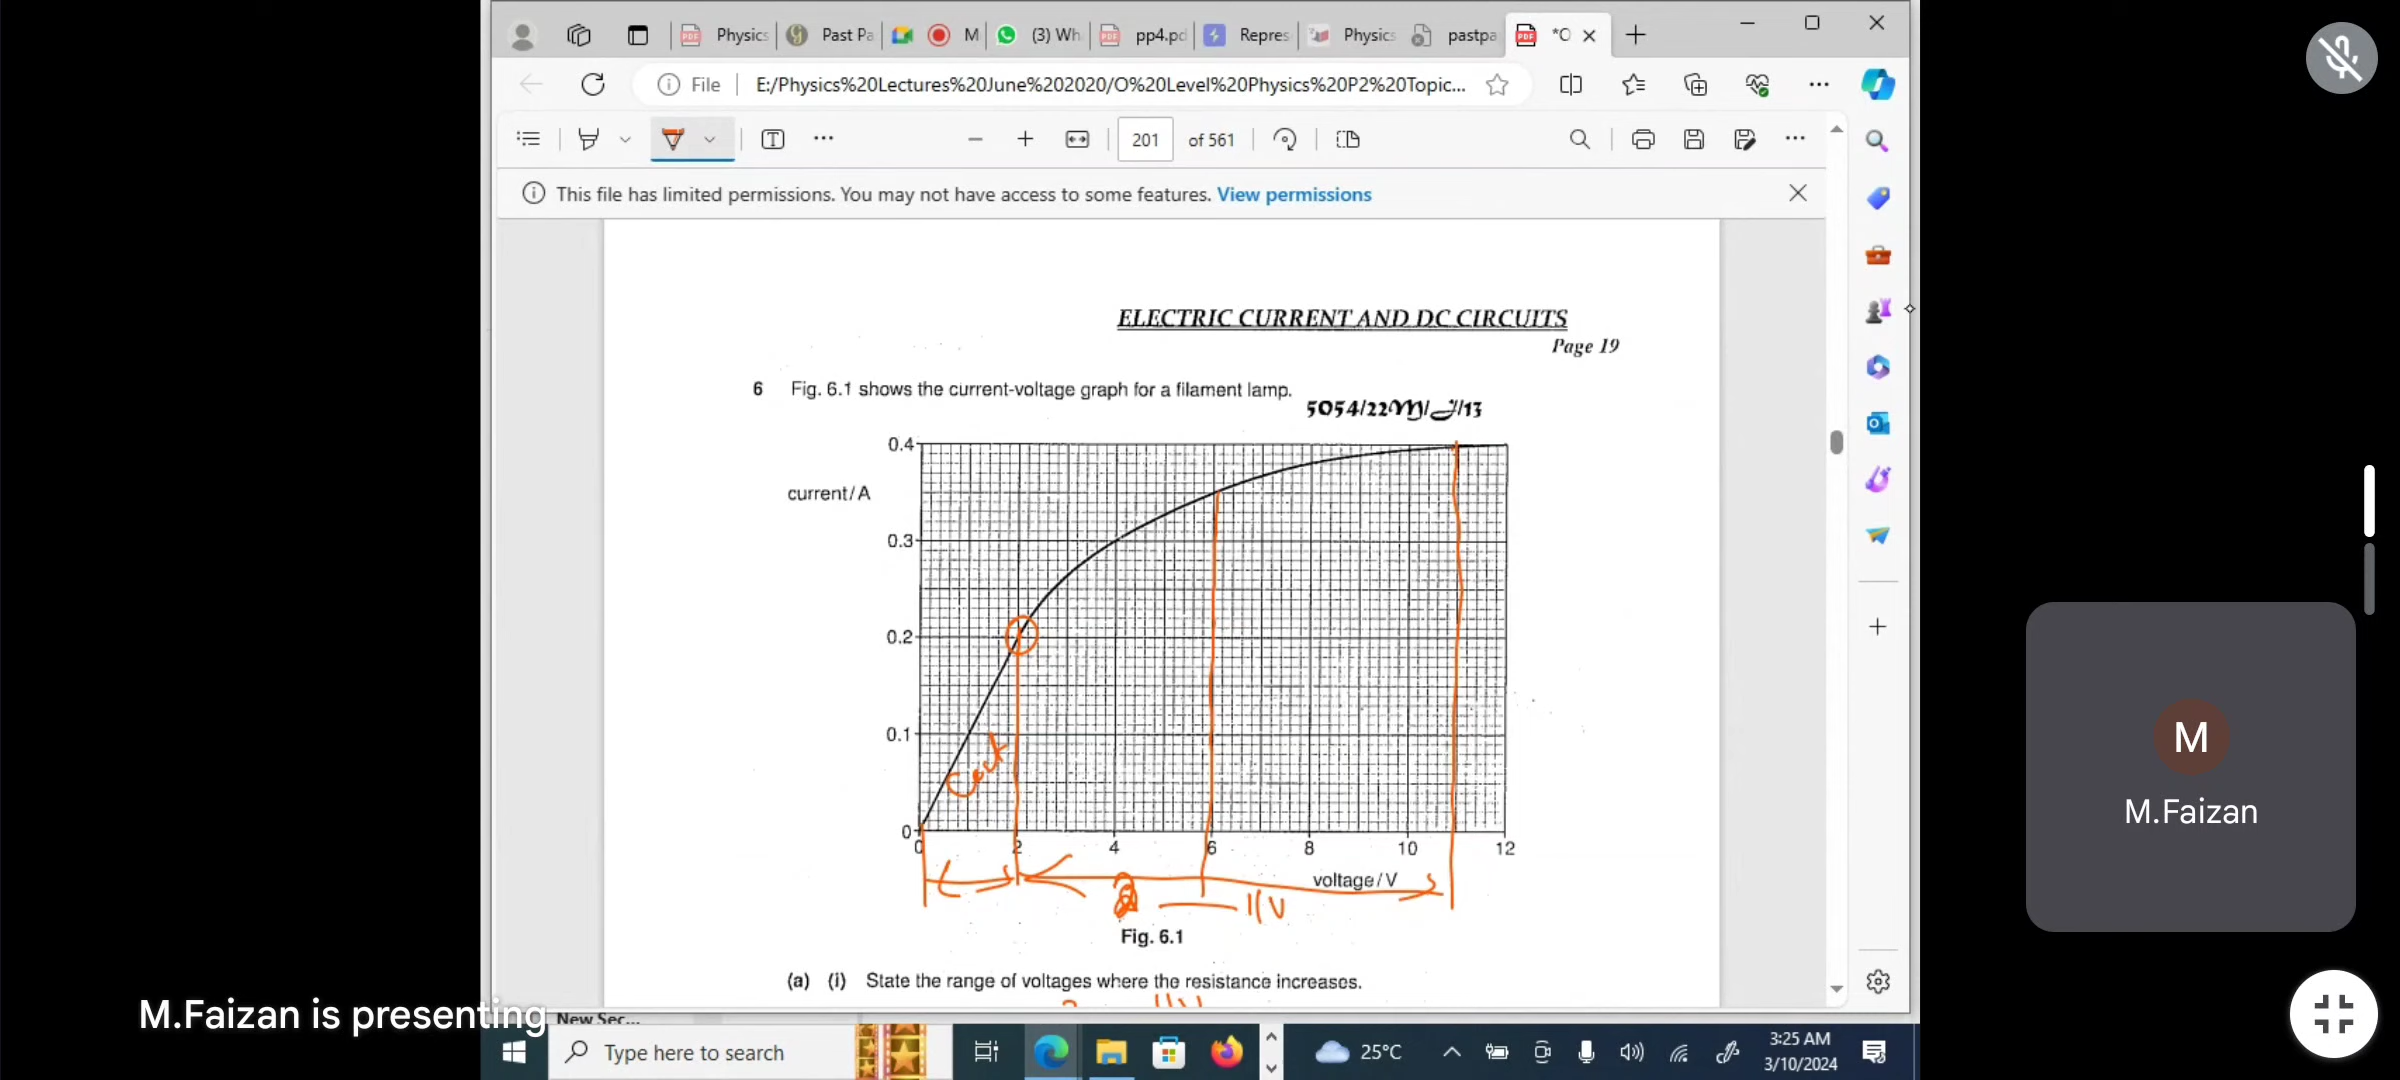 Physics
Past Pa
M
(3) Wh
pp4.pd
Repres
Physics
pastpa
*O
File
E:/Physics%20Lectures%20June%202020/O%20Level%20Physics%20P2%20Topic...
201 of 561
This file has limited permissions. You may not have access to some features. View permissions
ELECTRIC CURRENT AND DC CIRCUITS
Page 19
6 Fig. 6.1 shows the current-voltage graph for a filament lamp.
5054/22/M/J/13
0.4
current/A
0.3
0.2
0.1
0
0 2 4 6 8 10 12
voltage/V
2 — 11V
Fig. 6.1
(a) (i) State the range of voltages where the resistance increases.
M
M.Faizan
M.Faizan is presenting
New Sec...
Type here to search
25°C
3:25 AM
3/10/2024